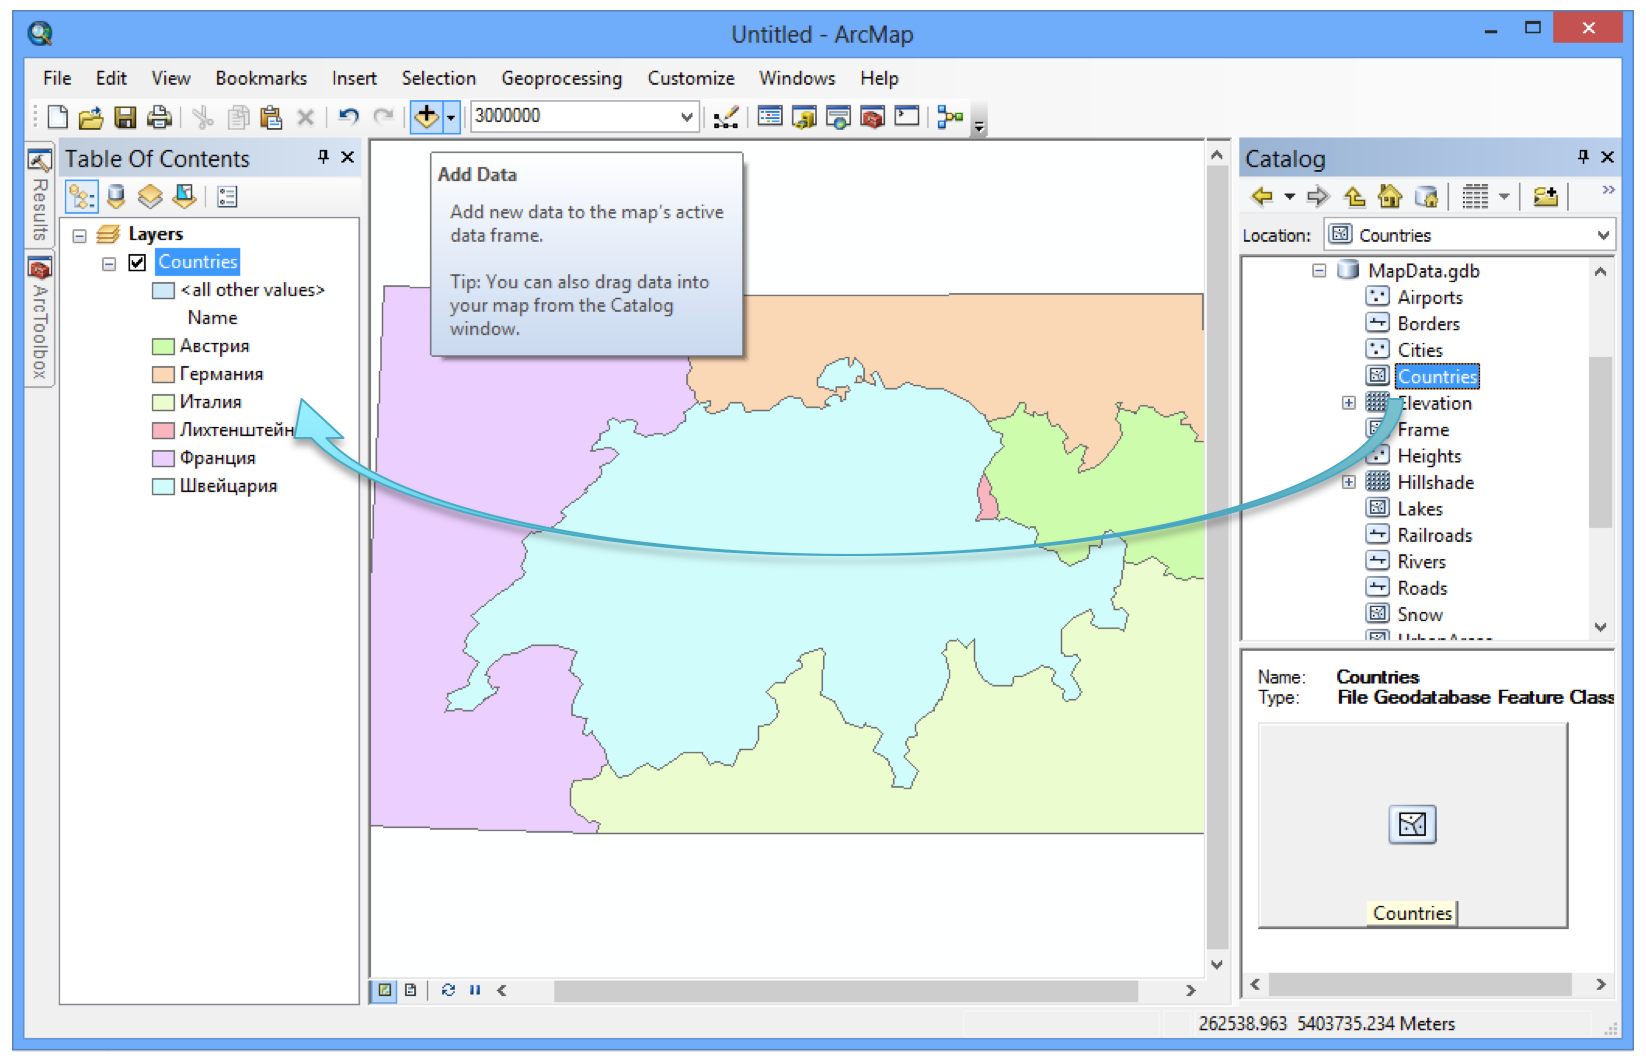 Untitled - ArcMap
File Edit View Bookmarks Insert Selection Geoprocessing Customize Windows Help
3000000
Results
ArcToolbox
Table Of Contents
Layers
Countries
<all other values>
Name
Австрия
Германия
Италия
Лихтенштейн
Франция
Швейцария
Add Data
Add new data to the map's active
data frame.
Tip: You can also drag data into
your map from the Catalog
window.
Catalog
Location: Countries
MapData.gdb
Airports
Borders
Cities
Countries
Elevation
Frame
Heights
Hillshade
Lakes
Railroads
Rivers
Roads
Snow
UrbanAreas
Name: Countries
Type: File Geodatabase Feature Class
Countries
262538.963 5403735.234 Meters